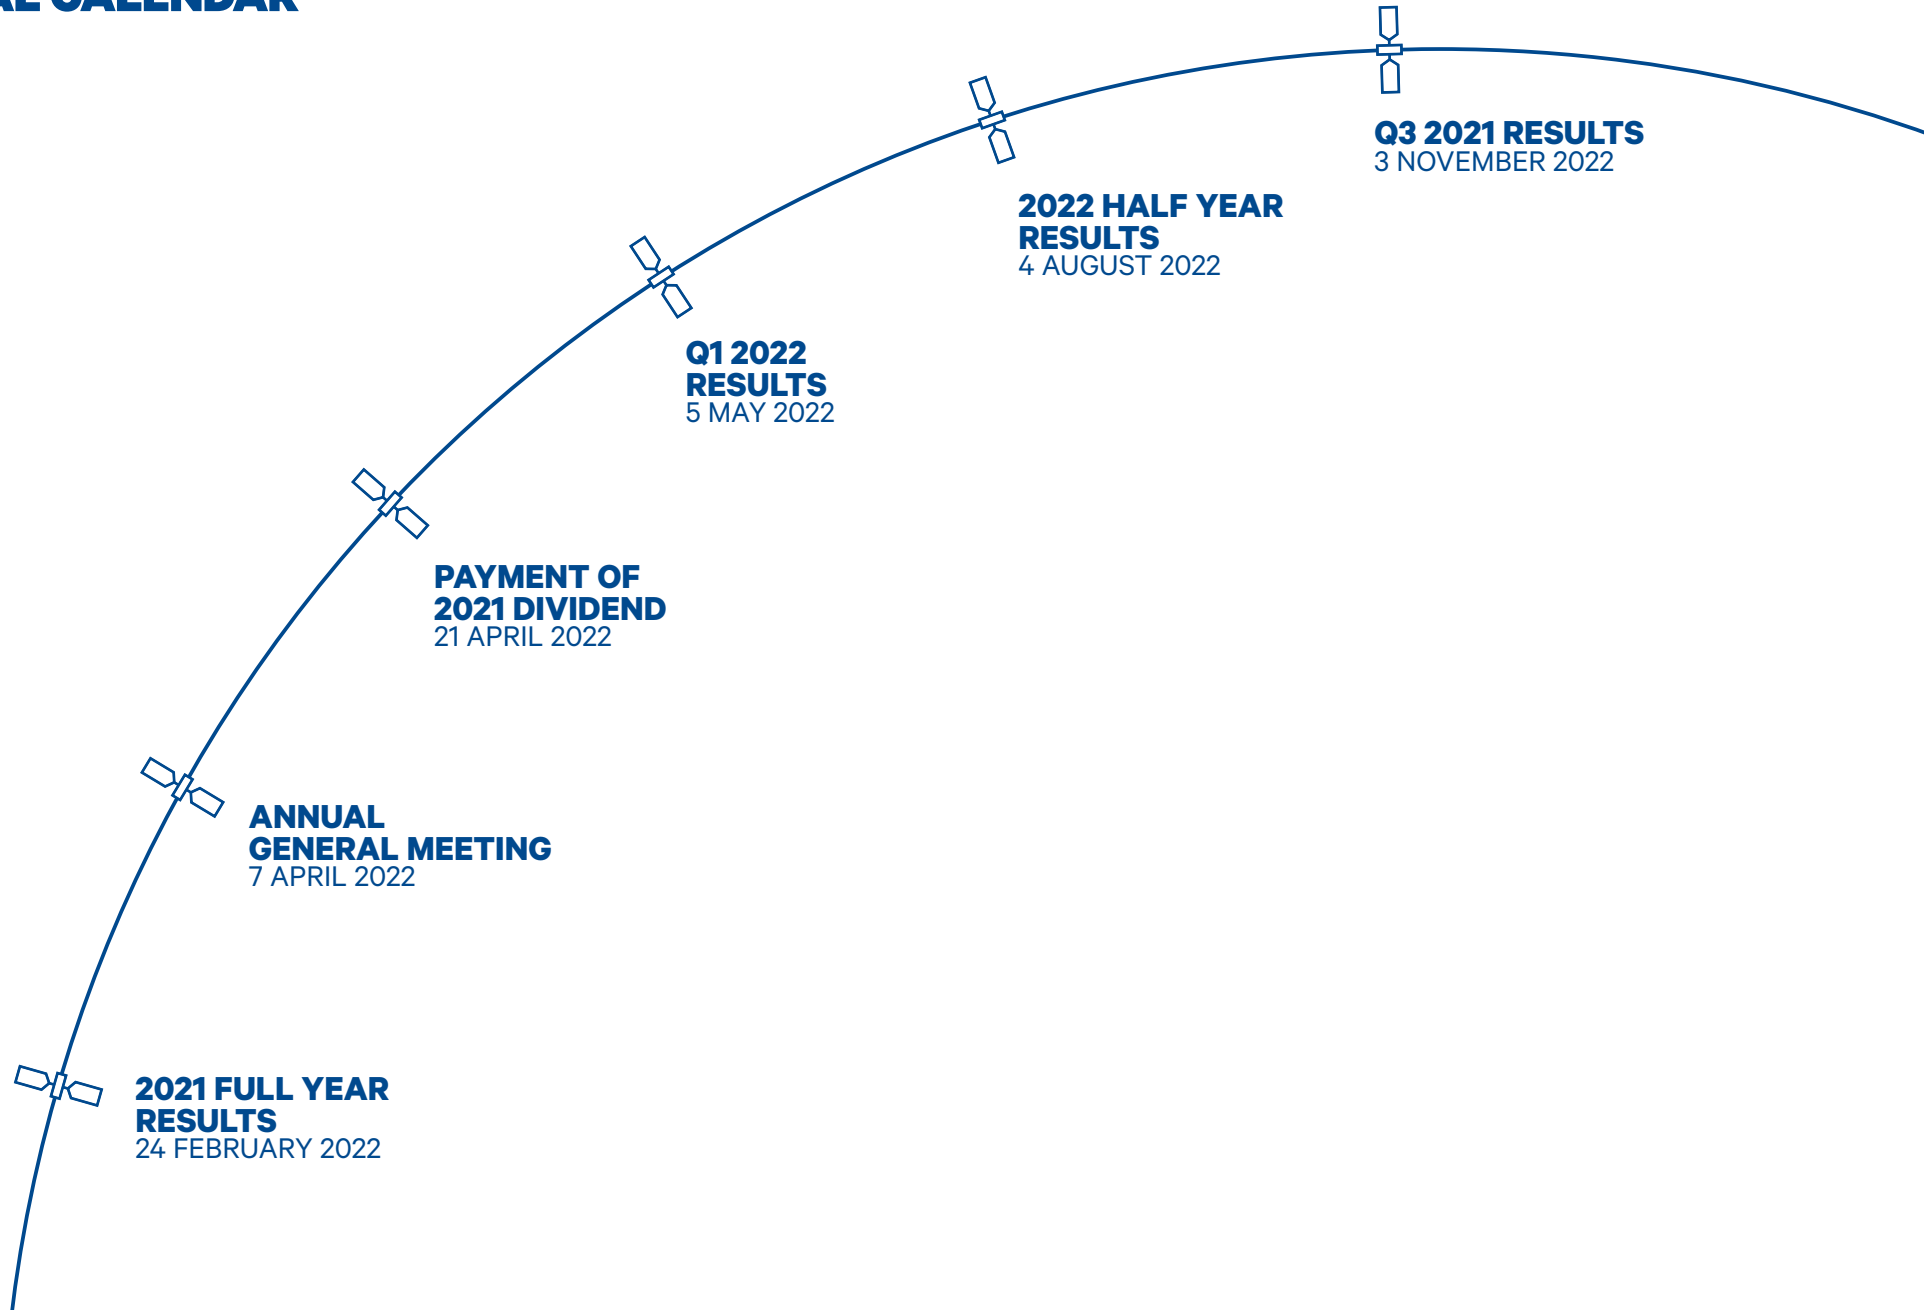 CALENDAR
Q3 2021 RESULTS
3 NOVEMBER 2022
2022 HALF YEAR
RESULTS
4 AUGUST 2022
Q1 2022
RESULTS
5 MAY 2022
PAYMENT OF
2021 DIVIDEND
21 APRIL 2022
ANNUAL
GENERAL MEETING
7 APRIL 2022
2021 FULL YEAR
RESULTS
24 FEBRUARY 2022